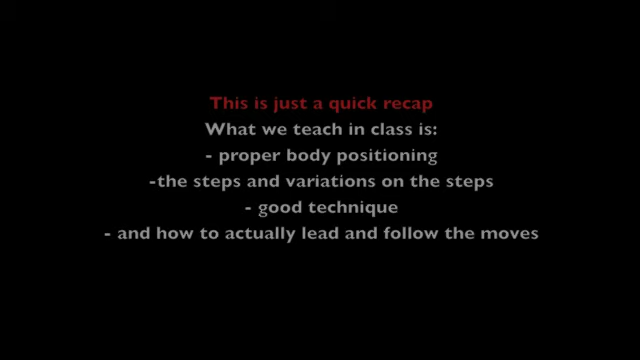 This is just a quick recap
What we teach in class is:
- proper body positioning
-the steps and variations on the steps
- good technique
- and how to actually lead and follow the moves